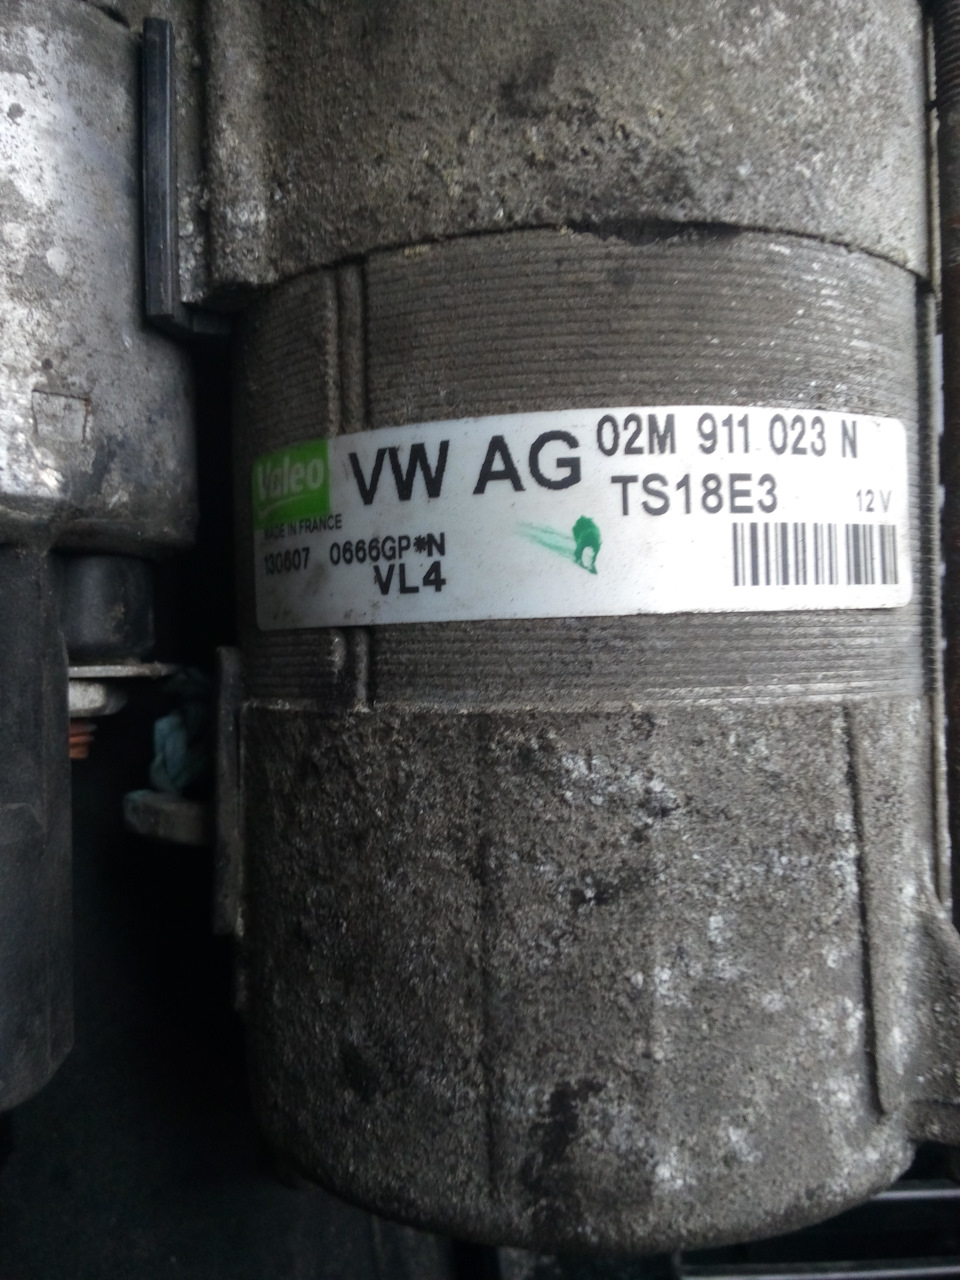 Valeo VW AG 02M 911 023 N
TS18E3 12 V
MADE IN FRANCE
130607 0666GP*N
VL4